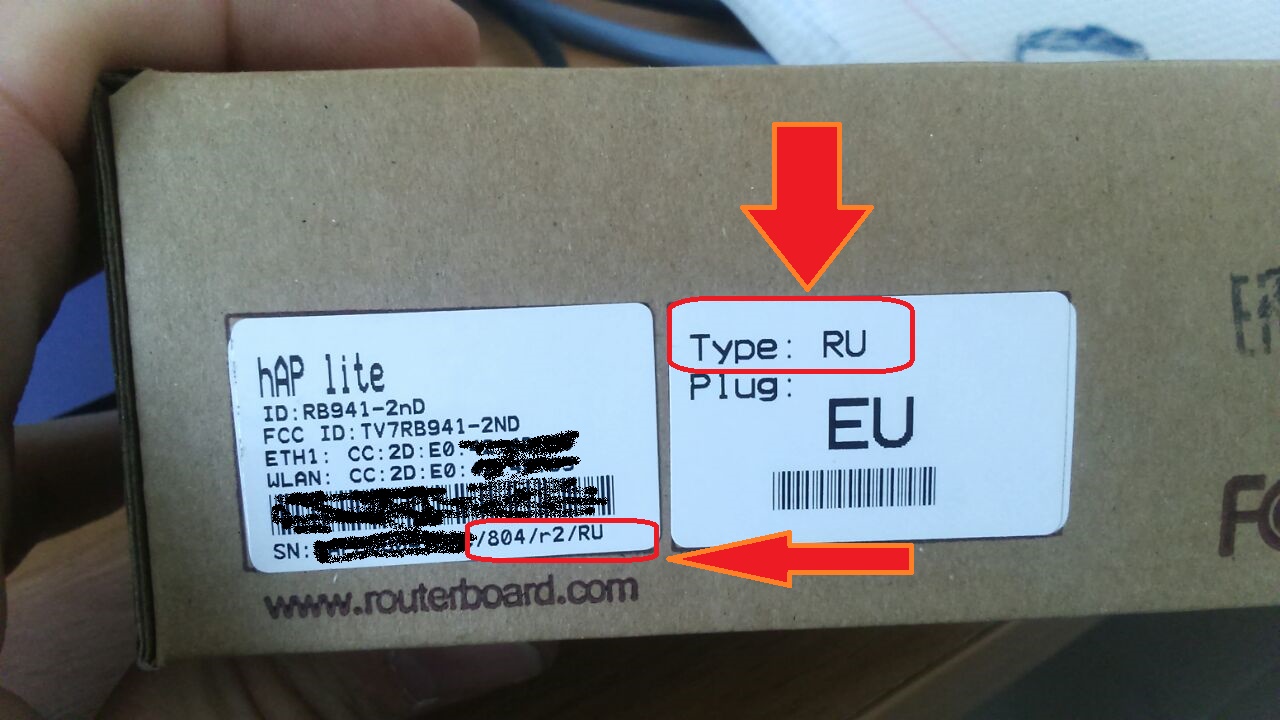 hAP lite
ID:RB941-2nD
FCC ID:TV7RB941-2ND
ETH1: CC:2D:E0:
WLAN: CC:2D:E0:
SN: /804/r2/RU
www.routerboard.com
Type: RU
Plug:
EU